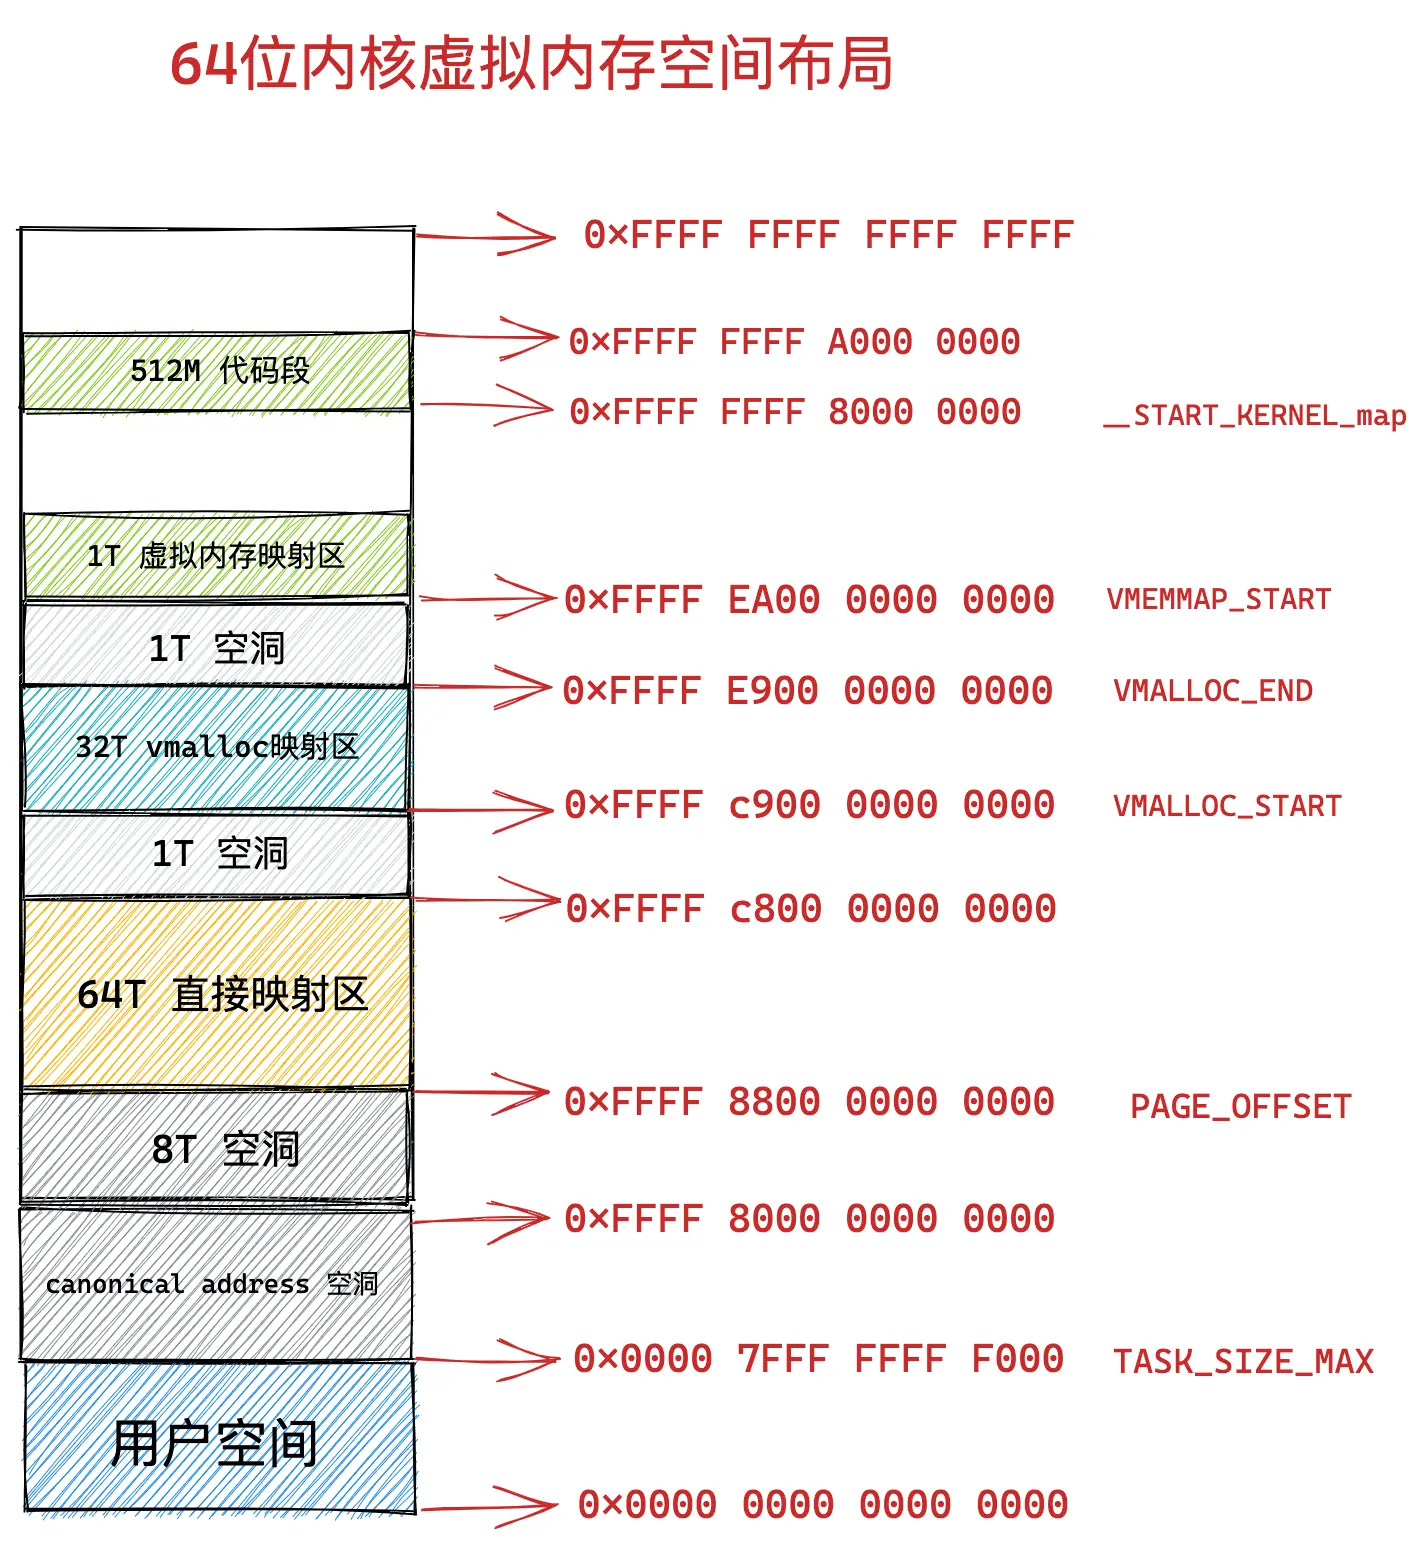 64位内核虚拟内存空间布局
0×FFFF FFFF FFFF FFFF
0×FFFF FFFF A000 0000
512M 代码段
0×FFFF FFFF 8000 0000 __START_KERNEL_map
1T 虚拟内存映射区
0×FFFF EA00 0000 0000 VMEMMAP_START
1T 空洞
0×FFFF E900 0000 0000 VMALLOC_END
32T vmalloc映射区
0×FFFF c900 0000 0000 VMALLOC_START
1T 空洞
0×FFFF c800 0000 0000
64T 直接映射区
0×FFFF 8800 0000 0000 PAGE_OFFSET
8T 空洞
0×FFFF 8000 0000 0000
canonical address 空洞
0×0000 7FFF FFFF F000 TASK_SIZE_MAX
用户空间
0×0000 0000 0000 0000